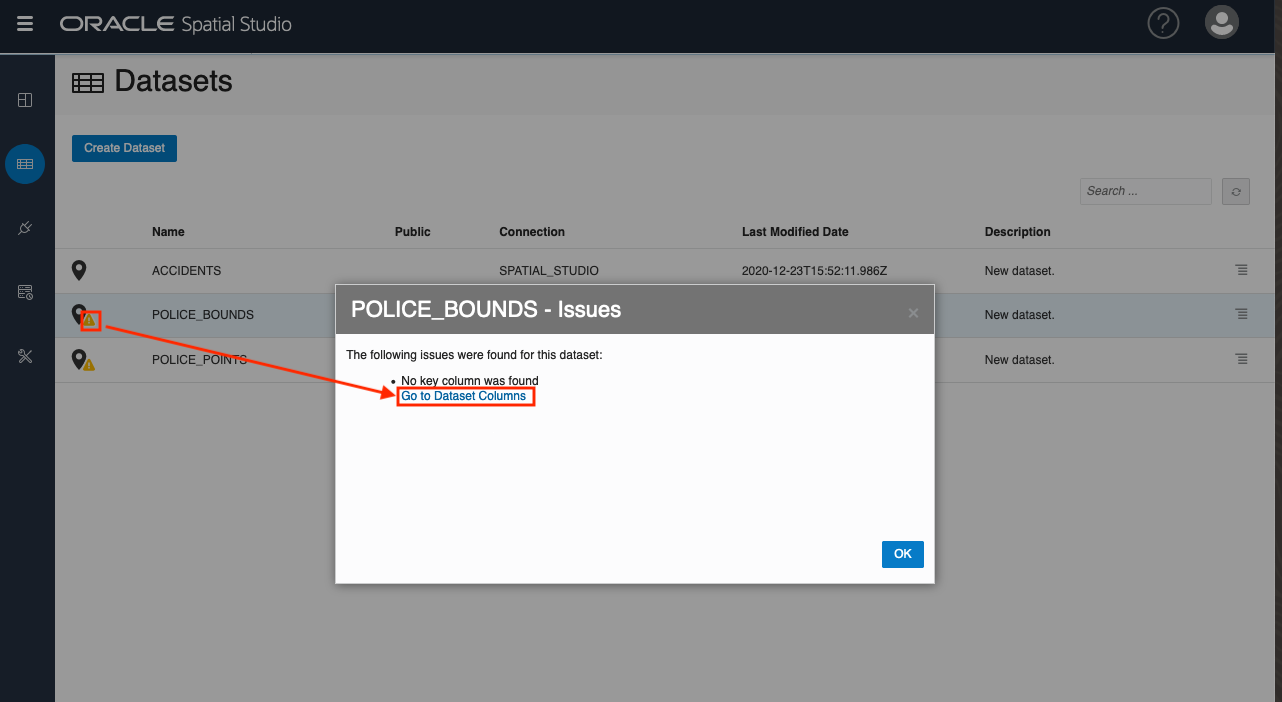 ORACLE Spatial Studio
?
Datasets
Create Dataset
Search ...
Name Public Connection Last Modified Date Description
ACCIDENTS SPATIAL_STUDIO 2020-12-23T15:52:11.986Z New dataset.
POLICE_BOUNDS New dataset.
POLICE_POINTS New dataset.
POLICE_BOUNDS - Issues ×
The following issues were found for this dataset:
• No key column was found
Go to Dataset Columns
OK